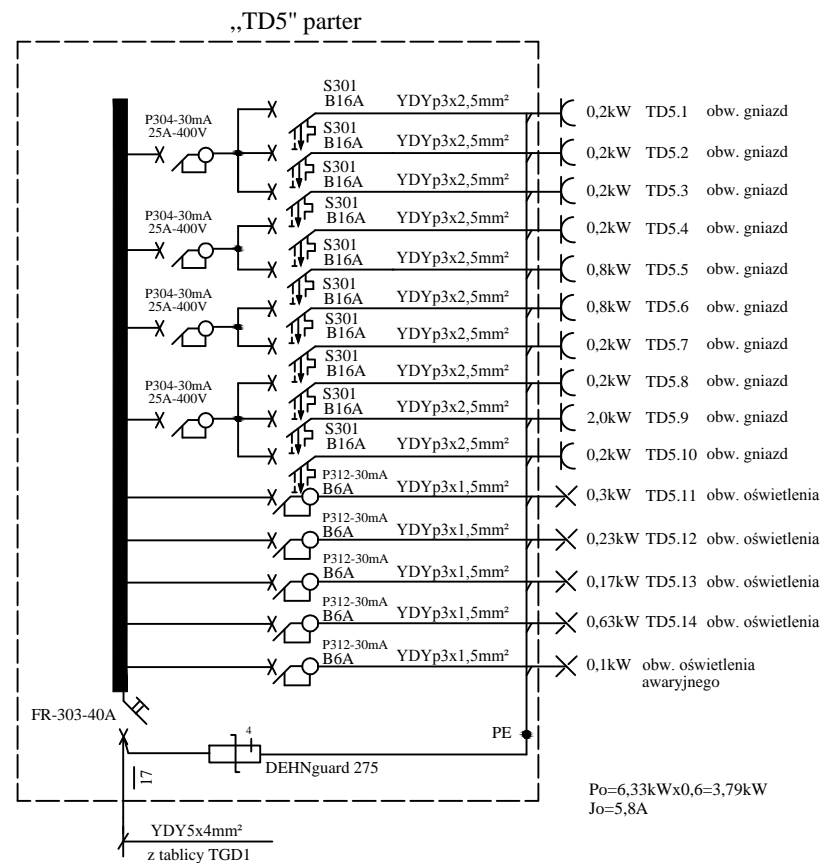 „TD5" parter
S301
B16A
YDYp3x2,5mm²
0,2kW TD5.1 obw. gniazd
P304-30mA
25A-400V
S301
B16A
YDYp3x2,5mm²
0,2kW TD5.2 obw. gniazd
S301
B16A
YDYp3x2,5mm²
0,2kW TD5.3 obw. gniazd
P304-30mA
25A-400V
S301
B16A
YDYp3x2,5mm²
0,2kW TD5.4 obw. gniazd
S301
B16A
YDYp3x2,5mm²
0,8kW TD5.5 obw. gniazd
P304-30mA
25A-400V
S301
B16A
YDYp3x2,5mm²
0,8kW TD5.6 obw. gniazd
S301
B16A
YDYp3x2,5mm²
0,2kW TD5.7 obw. gniazd
S301
B16A
YDYp3x2,5mm²
0,2kW TD5.8 obw. gniazd
P304-30mA
25A-400V
S301
B16A
YDYp3x2,5mm²
2,0kW TD5.9 obw. gniazd
S301
B16A
YDYp3x2,5mm²
0,2kW TD5.10 obw. gniazd
P312-30mA
B6A
YDYp3x1,5mm²
0,3kW TD5.11 obw. oświetlenia
P312-30mA
B6A
YDYp3x1,5mm²
0,23kW TD5.12 obw. oświetlenia
P312-30mA
B6A
YDYp3x1,5mm²
0,17kW TD5.13 obw. oświetlenia
P312-30mA
B6A
YDYp3x1,5mm²
0,63kW TD5.14 obw. oświetlenia
P312-30mA
B6A
YDYp3x1,5mm²
0,1kW obw. oświetlenia
awaryjnego
FR-303-40A
PE
4
DEHNguard 275
17
Po=6,33kWx0,6=3,79kW
Jo=5,8A
YDY5x4mm²
z tablicy TGD1